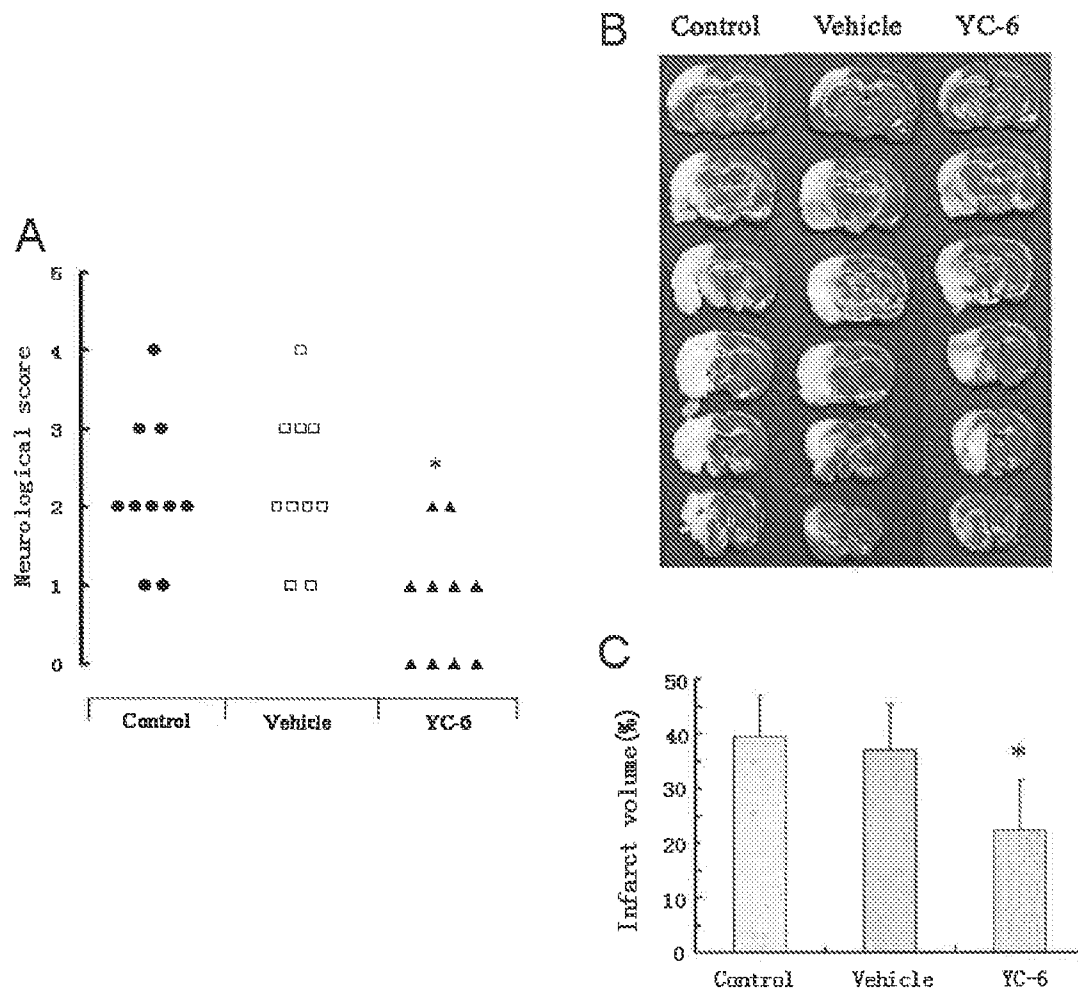 A
5
4
3
2
1
0
Neurological score
*
Control Vehicle YC-6
B
Control Vehicle YC-6
C
50
40
30
20
10
0
Infarct volume(%)
*
Control Vehicle YC-6